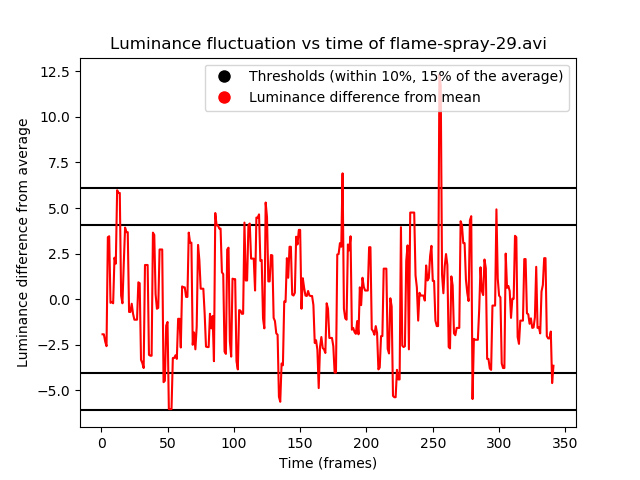 Luminance fluctuation vs time of flame-spray-29.avi
Thresholds (within 10%, 15% of the average)
Luminance difference from mean
Luminance difference from average
12.5
10.0
7.5
5.0
2.5
0.0
−2.5
−5.0
0 50 100 150 200 250 300 350
Time (frames)